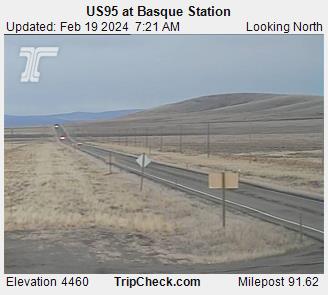 US95 at Basque Station
Updated: Feb 19 2024 7:21 AM Looking North
Elevation 4460 TripCheck.com Milepost 91.62